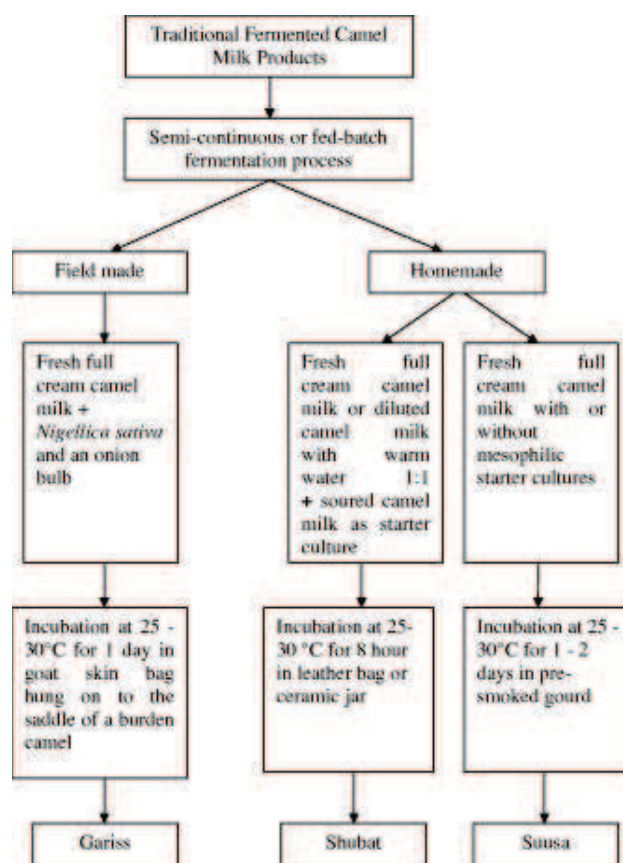 Traditional Fermented Camel
Milk Products
Semi-continuous or fed-batch
fermentation process
Field made
Homemade
Fresh full
cream camel
milk +
Nigellica sativa
and an onion
bulb
Fresh full
cream camel
milk or diluted
camel milk
with warm
water 1:1
+ soured camel
milk as starter
culture
Fresh full
cream camel
milk with or
without
mesophilic
starter cultures
Incubation at 25 -
30°C for 1 day in
goat skin bag
hung on to the
saddle of a burden
camel
Incubation at 25-
30 °C for 8 hour
in leather bag or
ceramic jar
Incubation at 25 -
30°C for 1 - 2
days in pre-
smoked gourd
Gariss
Shubat
Suusa